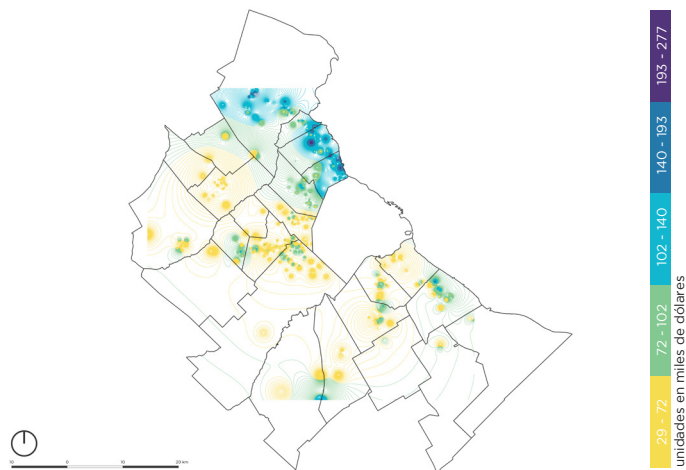 193 - 277
140 - 193
102 - 140
72 - 102
29 - 72
unidades en miles de dólares
10 0 10 20 km